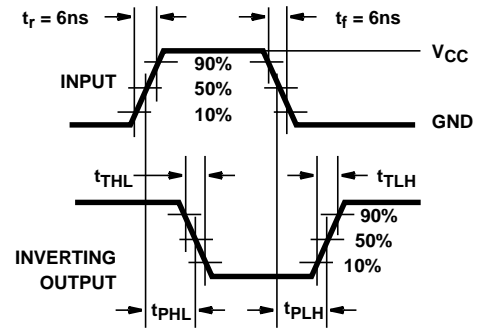 tr = 6ns
tf = 6ns
VCC
90%
INPUT
50%
10%
GND
tTHL
tTLH
90%
INVERTING
OUTPUT
50%
10%
tPHL
tPLH